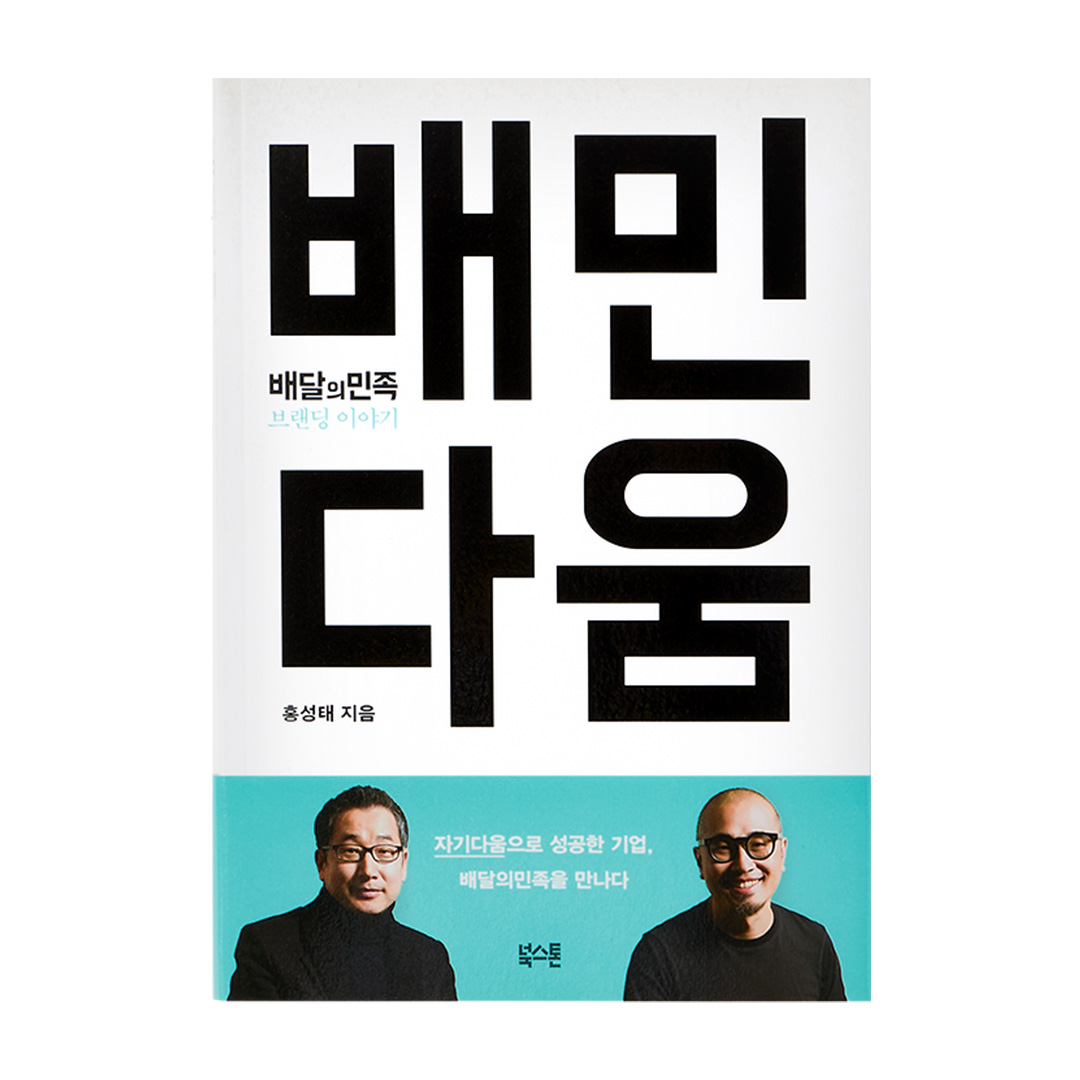 배민
배달의민족
브랜딩 이야기
다움
홍성태 지음
자기다움으로 성공한 기업,
배달의민족을 만나다
북스톤